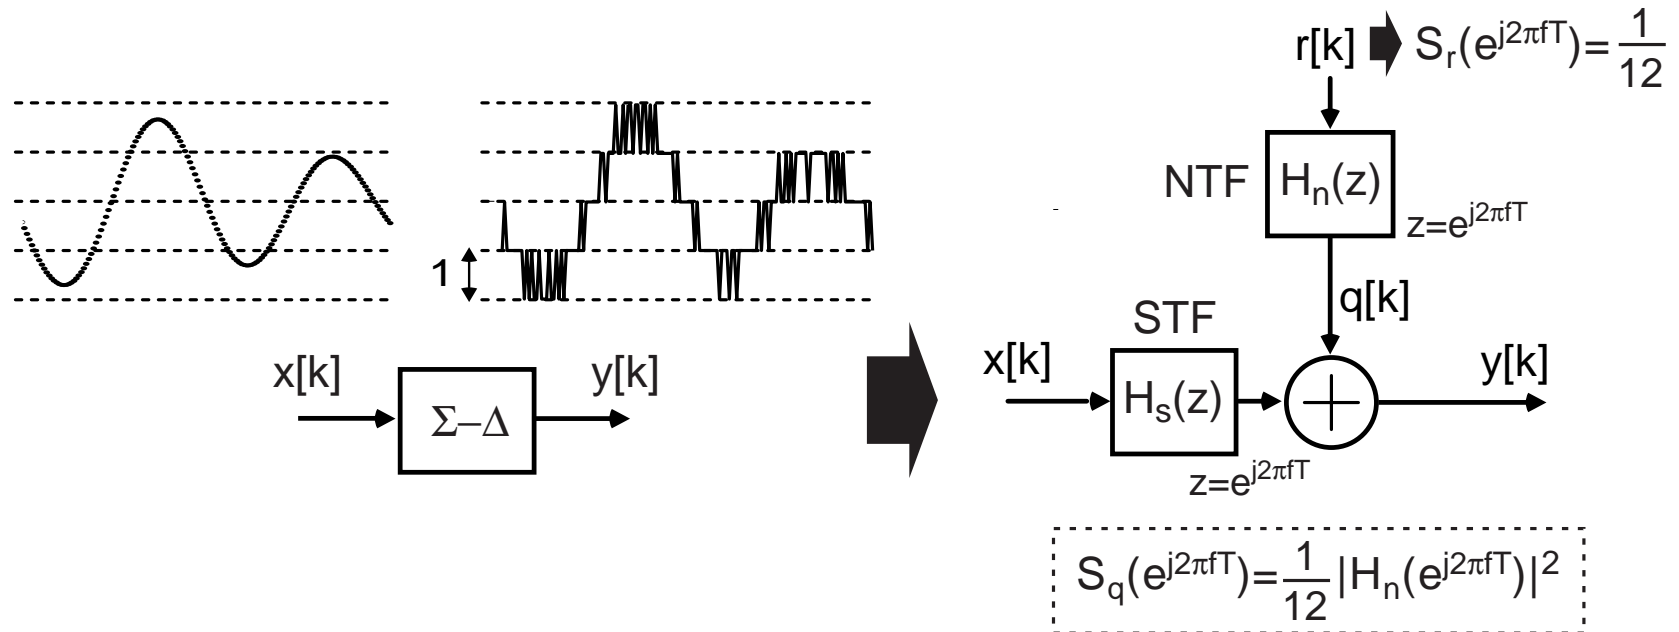 1
x[k]
Σ–Δ
y[k]
r[k]
S_r(e^{j2πfT})=1/12
NTF
H_n(z)
z=e^{j2πfT}
q[k]
STF
x[k]
H_s(z)
y[k]
z=e^{j2πfT}
S_q(e^{j2πfT})=1/12|H_n(e^{j2πfT})|^2